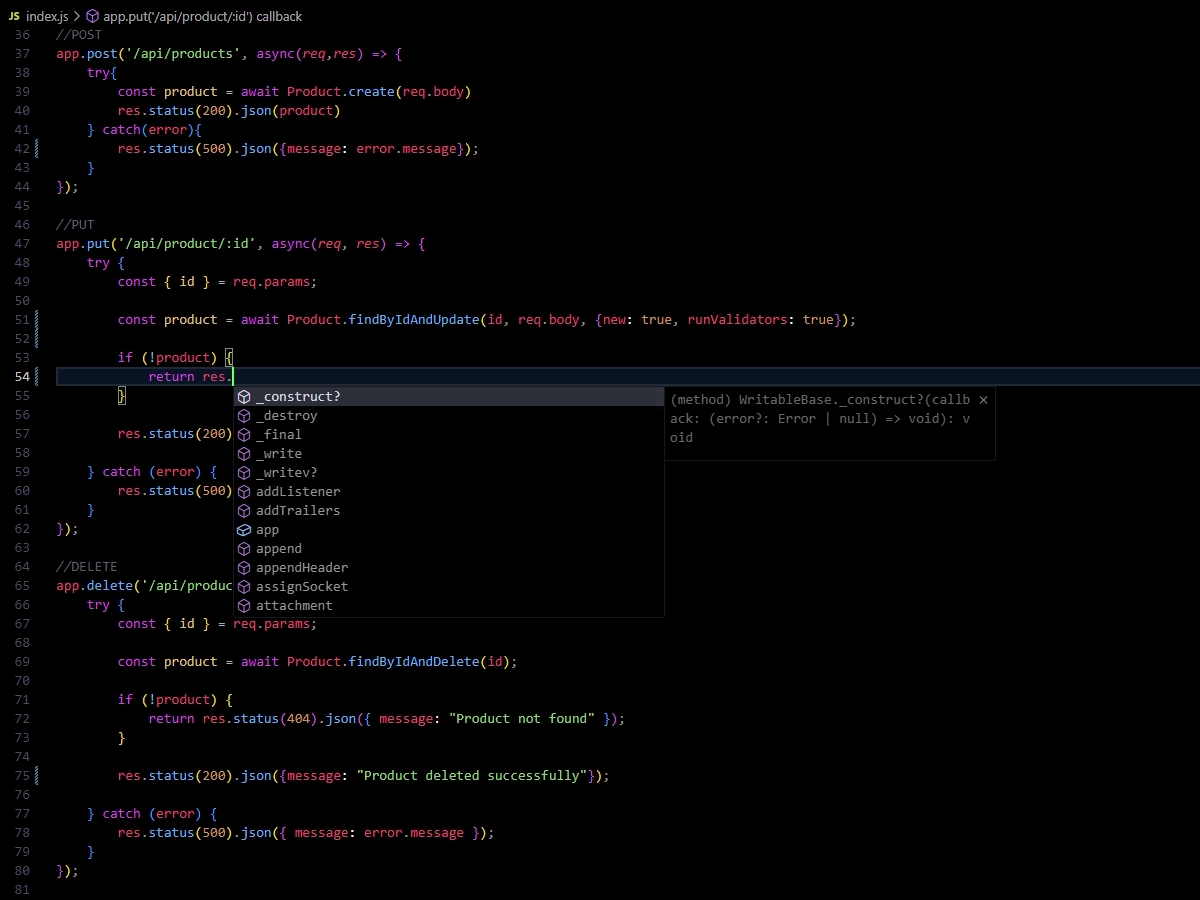 JS index.js > app.put('/api/product/:id') callback
36 //POST
37 app.post('/api/products', async(req,res) => {
38 try{
39 const product = await Product.create(req.body)
40 res.status(200).json(product)
41 } catch(error){
42 res.status(500).json({message: error.message});
43 }
44 });
45
46 //PUT
47 app.put('/api/product/:id', async(req, res) => {
48 try {
49 const { id } = req.params;
50
51 const product = await Product.findByIdAndUpdate(id, req.body, {new: true, runValidators: true});
52
53 if (!product) {
54 return res.
55 }
56
57 res.status(200)
58
59 } catch (error) {
60 res.status(500)
61 }
62 });
63
64 //DELETE
65 app.delete('/api/produc
66 try {
67 const { id } = req.params;
68
69 const product = await Product.findByIdAndDelete(id);
70
71 if (!product) {
72 return res.status(404).json({ message: "Product not found" });
73 }
74
75 res.status(200).json({message: "Product deleted successfully"});
76
77 } catch (error) {
78 res.status(500).json({ message: error.message });
79 }
80 });
81
_construct?
_destroy
_final
_write
_writev?
addListener
addTrailers
app
append
appendHeader
assignSocket
attachment
(method) WritableBase._construct?(callb
ack: (error?: Error | null) => void): v
oid